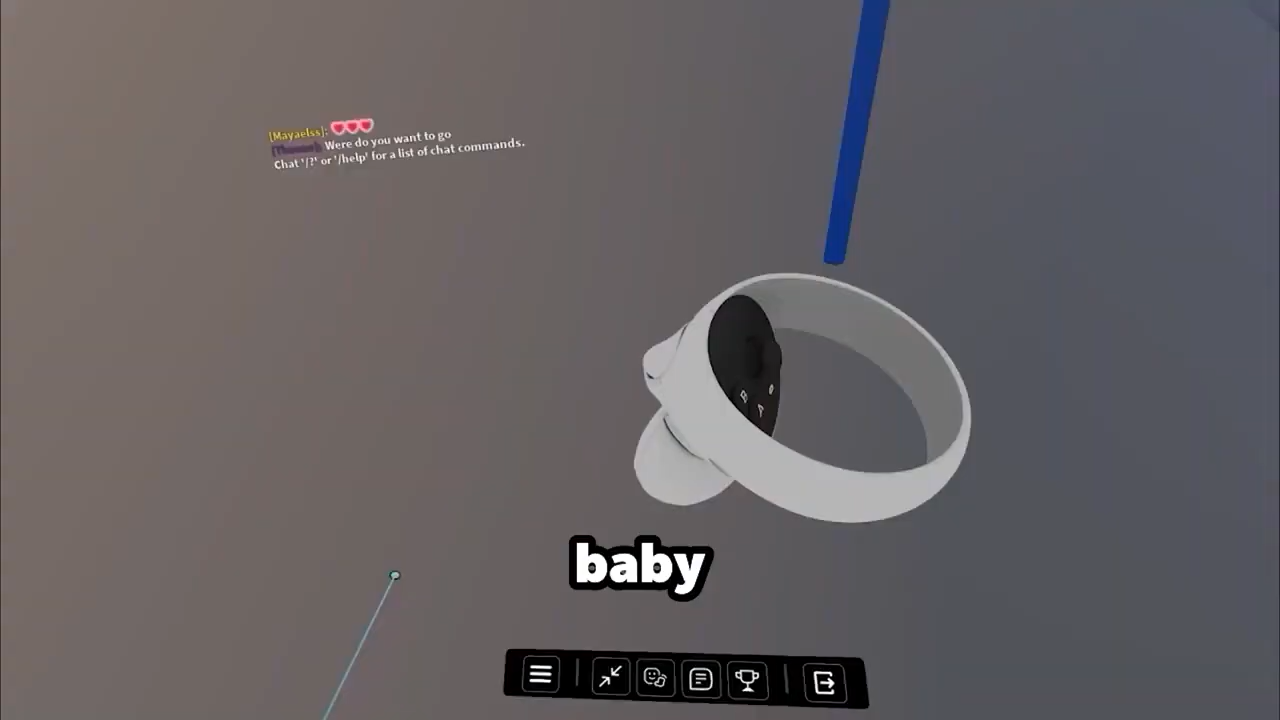 [Mayaelss]:
Were do you want to go
Chat '/?' or '/help' for a list of chat commands.
baby